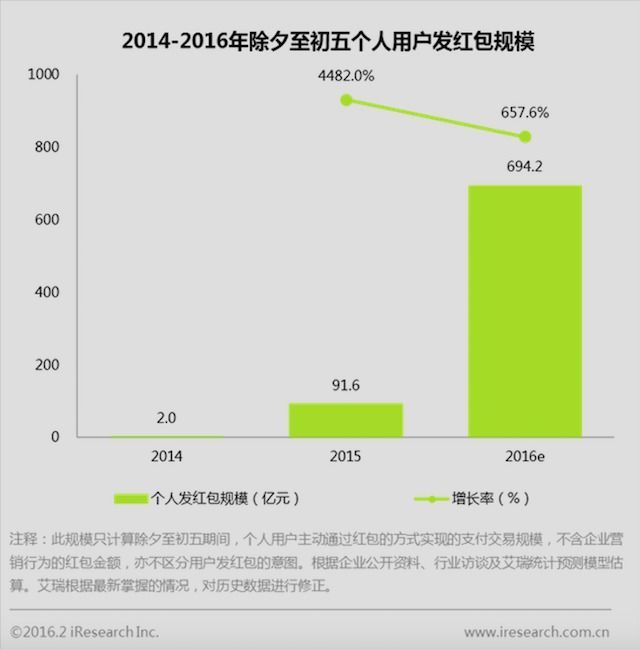 2014-2016年除夕至初五个人用户发红包规模
1000
4482.0%
657.6%
800
694.2
600
400
200
91.6
2.0
0
2014 2015 2016e
个人发红包规模（亿元） 增长率（%）
注释：此规模只计算除夕至初五期间，个人用户主动通过红包的方式实现的支付交易规模，不含企业营
销行为的红包金额，亦不区分用户发红包的意图。根据企业公开资料、行业访谈及艾瑞统计预测模型估
算。艾瑞根据最新掌握的情况，对历史数据进行修正。
©2016.2 iResearch Inc. www.iresearch.com.cn